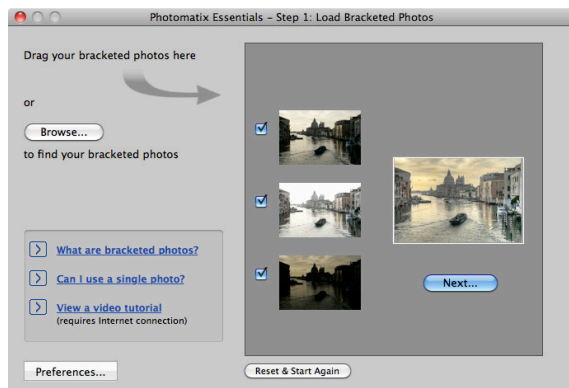 Photomatix Essentials – Step 1: Load Bracketed Photos
Drag your bracketed photos here
or
Browse...
to find your bracketed photos
What are bracketed photos?
Can I use a single photo?
View a video tutorial
(requires Internet connection)
Next...
Preferences...
Reset & Start Again